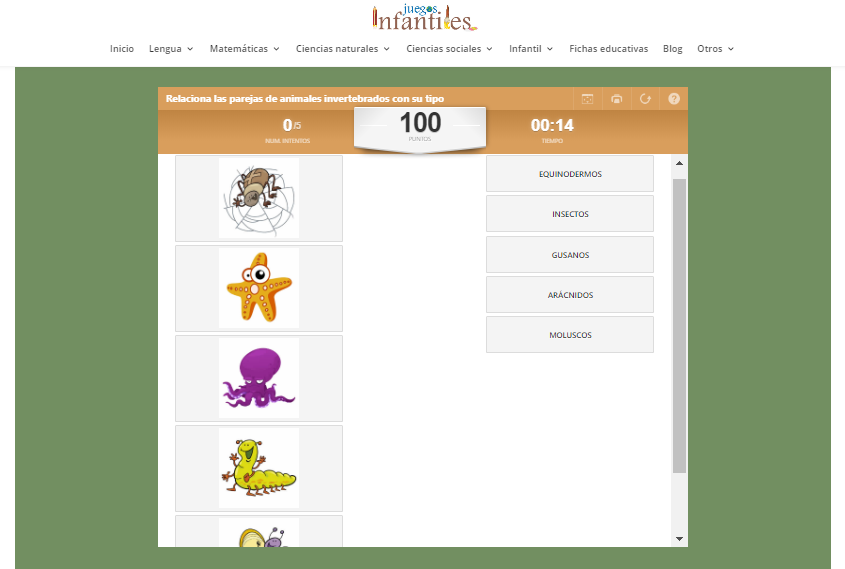 juegos
infantiles
Inicio Lengua Matemáticas Ciencias naturales Ciencias sociales Infantil Fichas educativas Blog Otros
Relaciona las parejas de animales invertebrados con su tipo
0/5 100 00:14
NUM. INTENTOS PUNTOS TIEMPO
EQUINODERMOS
INSECTOS
GUSANOS
ARÁCNIDOS
MOLUSCOS